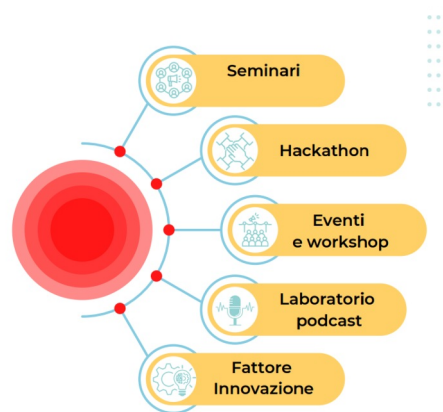 Seminari
Hackathon
Eventi
e workshop
Laboratorio
podcast
Fattore
Innovazione